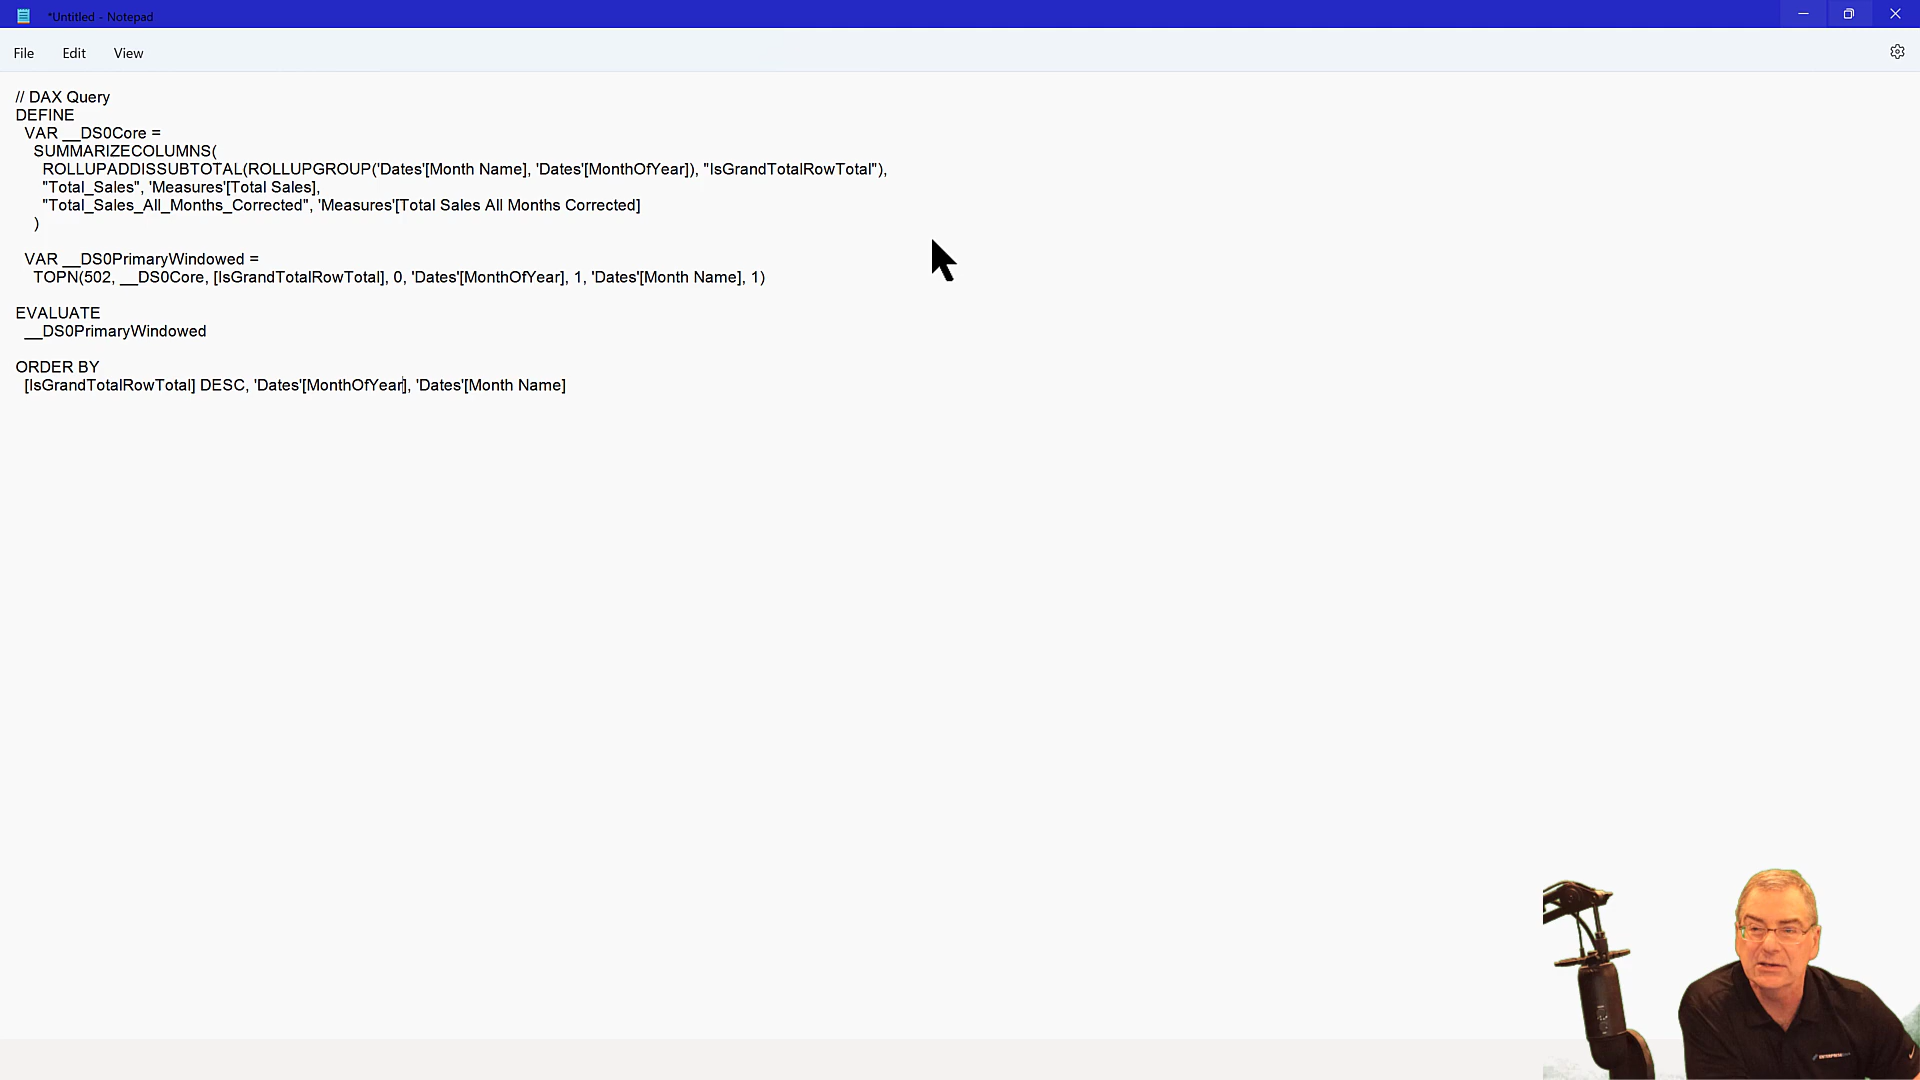 *Untitled - Notepad
File Edit View
// DAX Query
DEFINE
VAR __DS0Core =
SUMMARIZECOLUMNS(
ROLLUPADDISSUBTOTAL(ROLLUPGROUP('Dates'[Month Name], 'Dates'[MonthOfYear]), "IsGrandTotalRowTotal"),
"Total_Sales", 'Measures'[Total Sales],
"Total_Sales_All_Months_Corrected", 'Measures'[Total Sales All Months Corrected]
)
VAR __DS0PrimaryWindowed =
TOPN(502, __DS0Core, [IsGrandTotalRowTotal], 0, 'Dates'[MonthOfYear], 1, 'Dates'[Month Name], 1)
EVALUATE
__DS0PrimaryWindowed
ORDER BY
[IsGrandTotalRowTotal] DESC, 'Dates'[MonthOfYear], 'Dates'[Month Name]